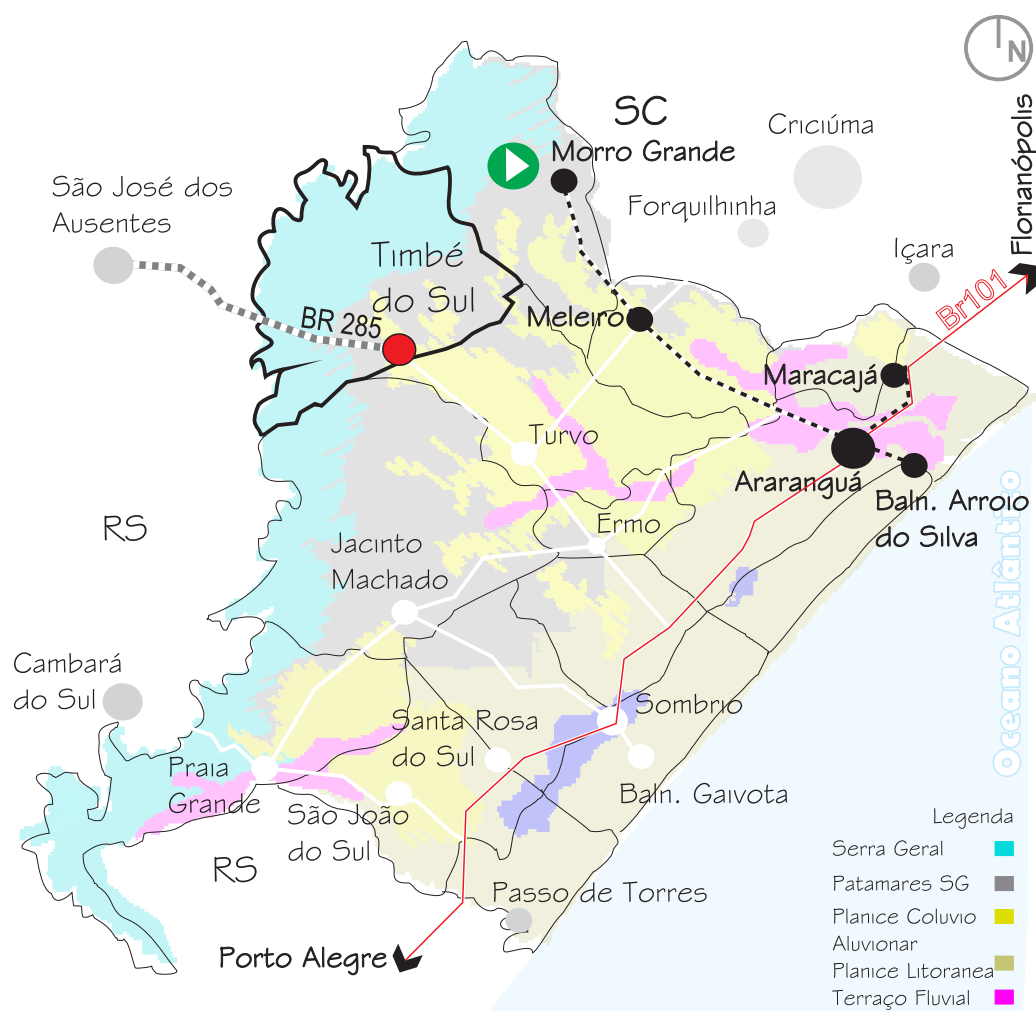 N
SC
Criciúma
Florianópolis
Morro Grande
São José dos
Ausentes
Forquilhinha
Içara
Timbé
do Sul
Br101
BR 285
Meleiro
Maracajá
Turvo
Araranguá
Baln. Arroio
do Silva
Oceano Atlântico
RS
Ermo
Jacinto
Machado
Cambará
do Sul
Sombrio
Santa Rosa
do Sul
Praia
Grande
Baln. Gaivota
São João
do Sul
RS
Passo de Torres
Porto Alegre
Legenda
Serra Geral
Patamares SG
Planice Coluvio
Aluvionar
Planice Litoranea
Terraço Fluvial